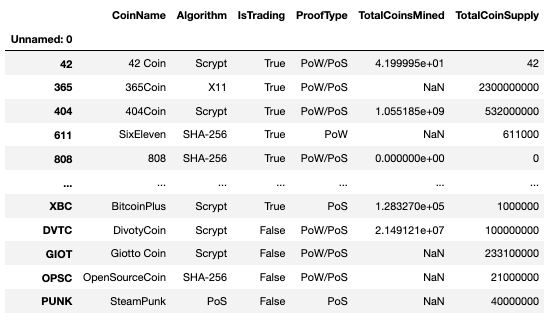 CoinName Algorithm IsTrading ProofType TotalCoinsMined TotalCoinSupply
Unnamed: 0
42 42 Coin Scrypt True PoW/PoS 4.199995e+01 42
365 365Coin X11 True PoW/PoS NaN 2300000000
404 404Coin Scrypt True PoW/PoS 1.055185e+09 532000000
611 SixEleven SHA-256 True PoW NaN 611000
808 808 SHA-256 True PoW/PoS 0.000000e+00 0
... ... ... ... ... ... ...
XBC BitcoinPlus Scrypt True PoS 1.283270e+05 1000000
DVTC DivotyCoin Scrypt False PoW/PoS 2.149121e+07 100000000
GIOT Giotto Coin Scrypt False PoW/PoS NaN 233100000
OPSC OpenSourceCoin SHA-256 False PoW/PoS NaN 21000000
PUNK SteamPunk PoS False PoS NaN 40000000